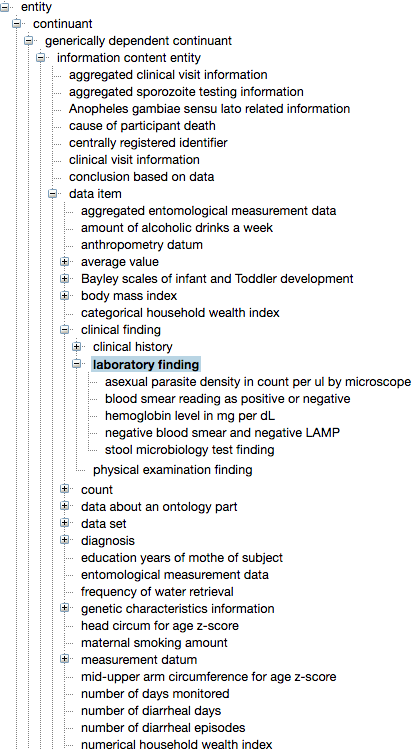 entity
continuant
generically dependent continuant
information content entity
aggregated clinical visit information
aggregated sporozoite testing information
Anopheles gambiae sensu lato related information
cause of participant death
centrally registered identifier
clinical visit information
conclusion based on data
data item
aggregated entomological measurement data
amount of alcoholic drinks a week
anthropometry datum
average value
Bayley scales of infant and Toddler development
body mass index
categorical household wealth index
clinical finding
clinical history
laboratory finding
asexual parasite density in count per ul by microscope
blood smear reading as positive or negative
hemoglobin level in mg per dL
negative blood smear and negative LAMP
stool microbiology test finding
physical examination finding
count
data about an ontology part
data set
diagnosis
education years of mothe of subject
entomological measurement data
frequency of water retrieval
genetic characteristics information
head circum for age z-score
maternal smoking amount
measurement datum
mid-upper arm circumference for age z-score
number of days monitored
number of diarrheal days
number of diarrheal episodes
numerical household wealth index